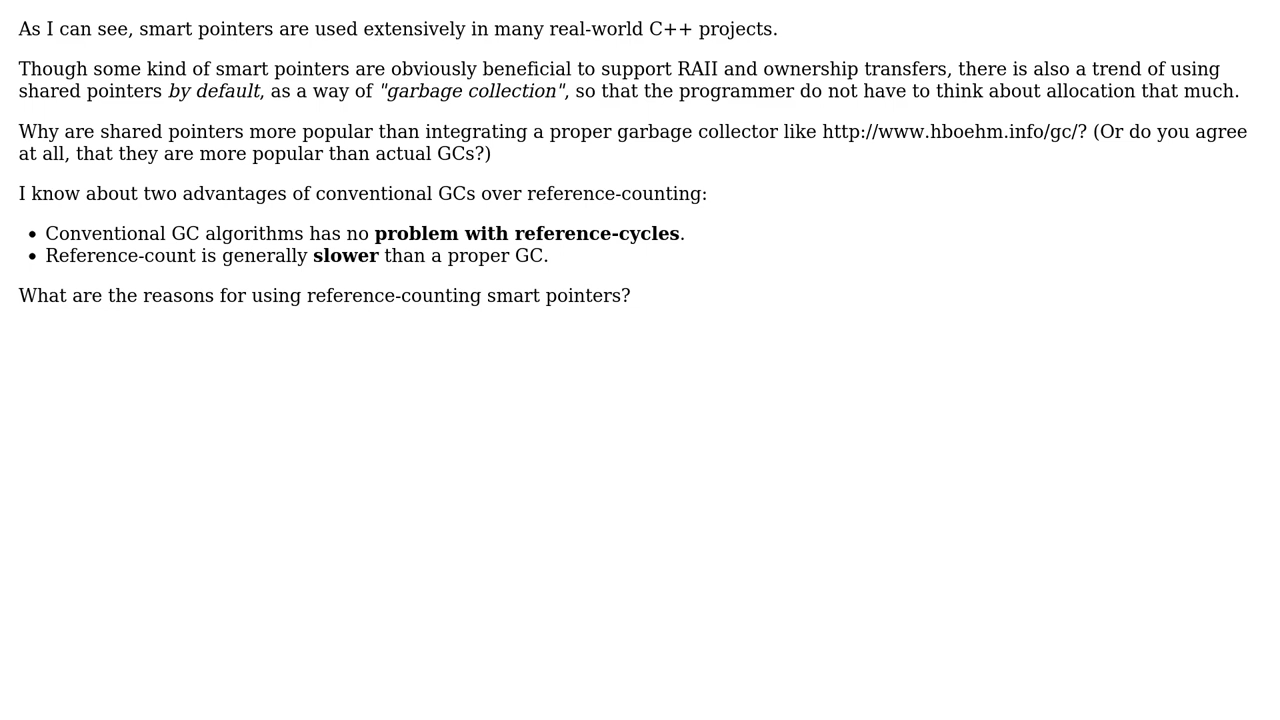 As I can see, smart pointers are used extensively in many real-world C++ projects.
Though some kind of smart pointers are obviously beneficial to support RAII and ownership transfers, there is also a trend of using
shared pointers by default, as a way of "garbage collection", so that the programmer do not have to think about allocation that much.
Why are shared pointers more popular than integrating a proper garbage collector like http://www.hboehm.info/gc/? (Or do you agree
at all, that they are more popular than actual GCs?)
I know about two advantages of conventional GCs over reference-counting:
• Conventional GC algorithms has no problem with reference-cycles.
• Reference-count is generally slower than a proper GC.
What are the reasons for using reference-counting smart pointers?